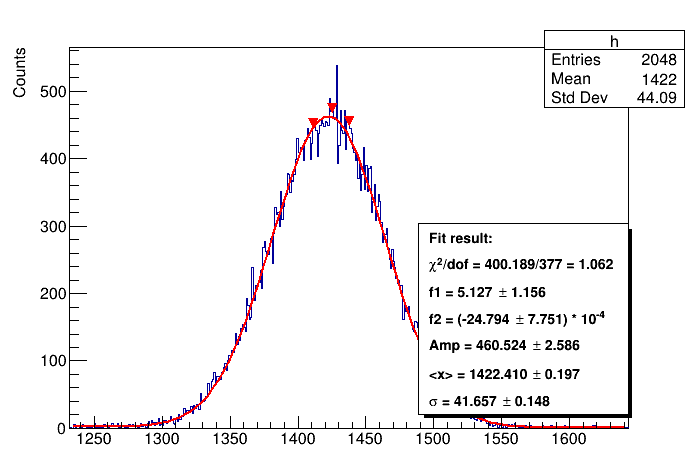 h
Entries 2048
Mean 1422
Std Dev 44.09
Counts
500
400
300
200
100
0
Fit result:
χ²/dof = 400.189/377 = 1.062
f1 = 5.127 ± 1.156
f2 = (-24.794 ± 7.751) * 10⁻⁴
Amp = 460.524 ± 2.586
<x> = 1422.410 ± 0.197
σ = 41.657 ± 0.148
1250 1300 1350 1400 1450 1500 1550 1600